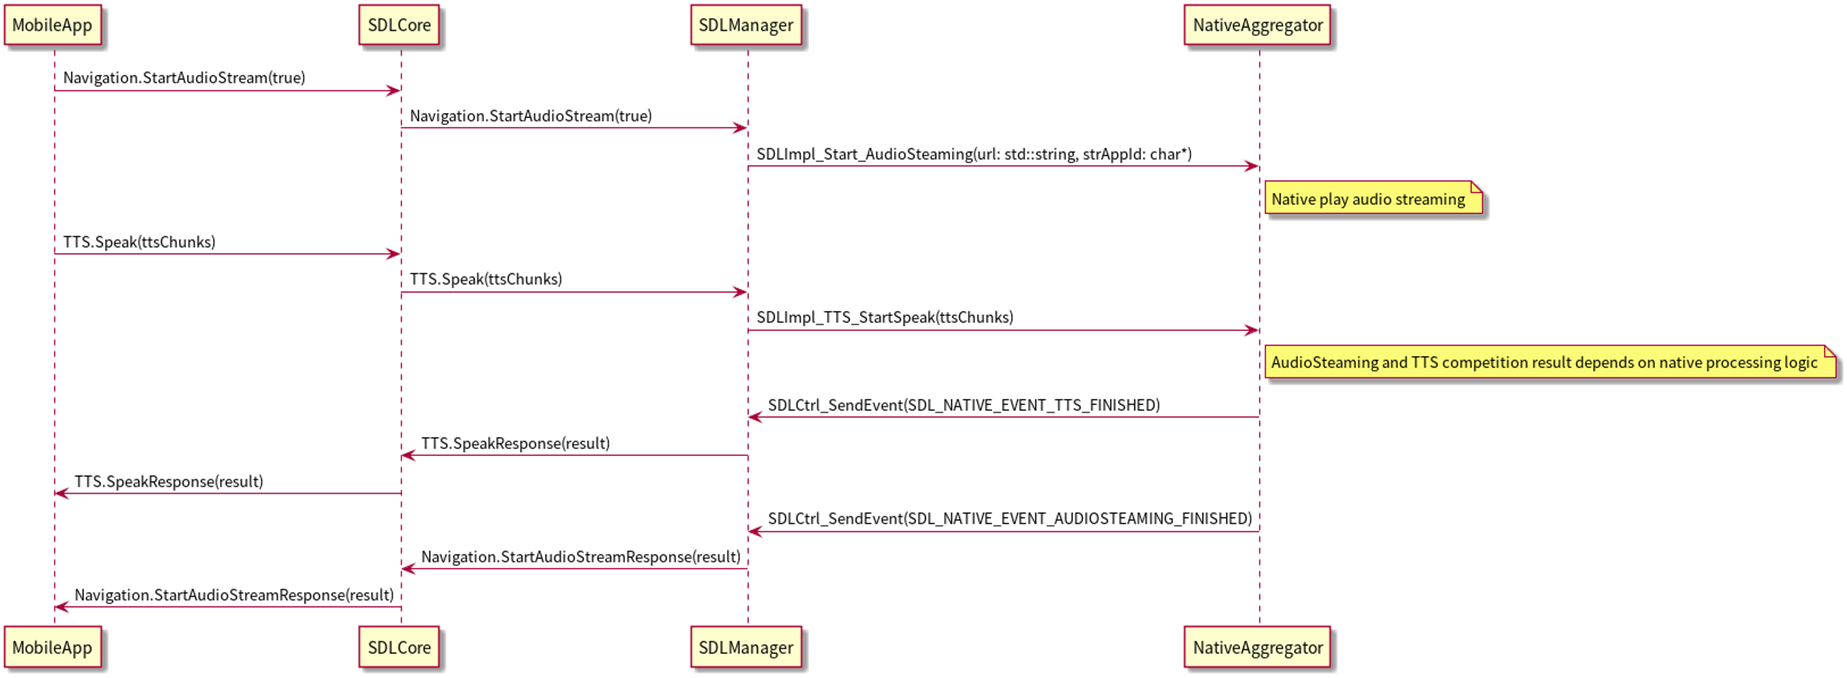 MobileApp
SDLCore
SDLManager
NativeAggregator
Navigation.StartAudioStream(true)
Navigation.StartAudioStream(true)
SDLImpl_Start_AudioSteaming(url: std::string, strAppId: char*)
Native play audio streaming
TTS.Speak(ttsChunks)
TTS.Speak(ttsChunks)
SDLImpl_TTS_StartSpeak(ttsChunks)
AudioSteaming and TTS competition result depends on native processing logic
SDLCtrl_SendEvent(SDL_NATIVE_EVENT_TTS_FINISHED)
TTS.SpeakResponse(result)
TTS.SpeakResponse(result)
SDLCtrl_SendEvent(SDL_NATIVE_EVENT_AUDIOSTEAMING_FINISHED)
Navigation.StartAudioStreamResponse(result)
Navigation.StartAudioStreamResponse(result)
MobileApp
SDLCore
SDLManager
NativeAggregator